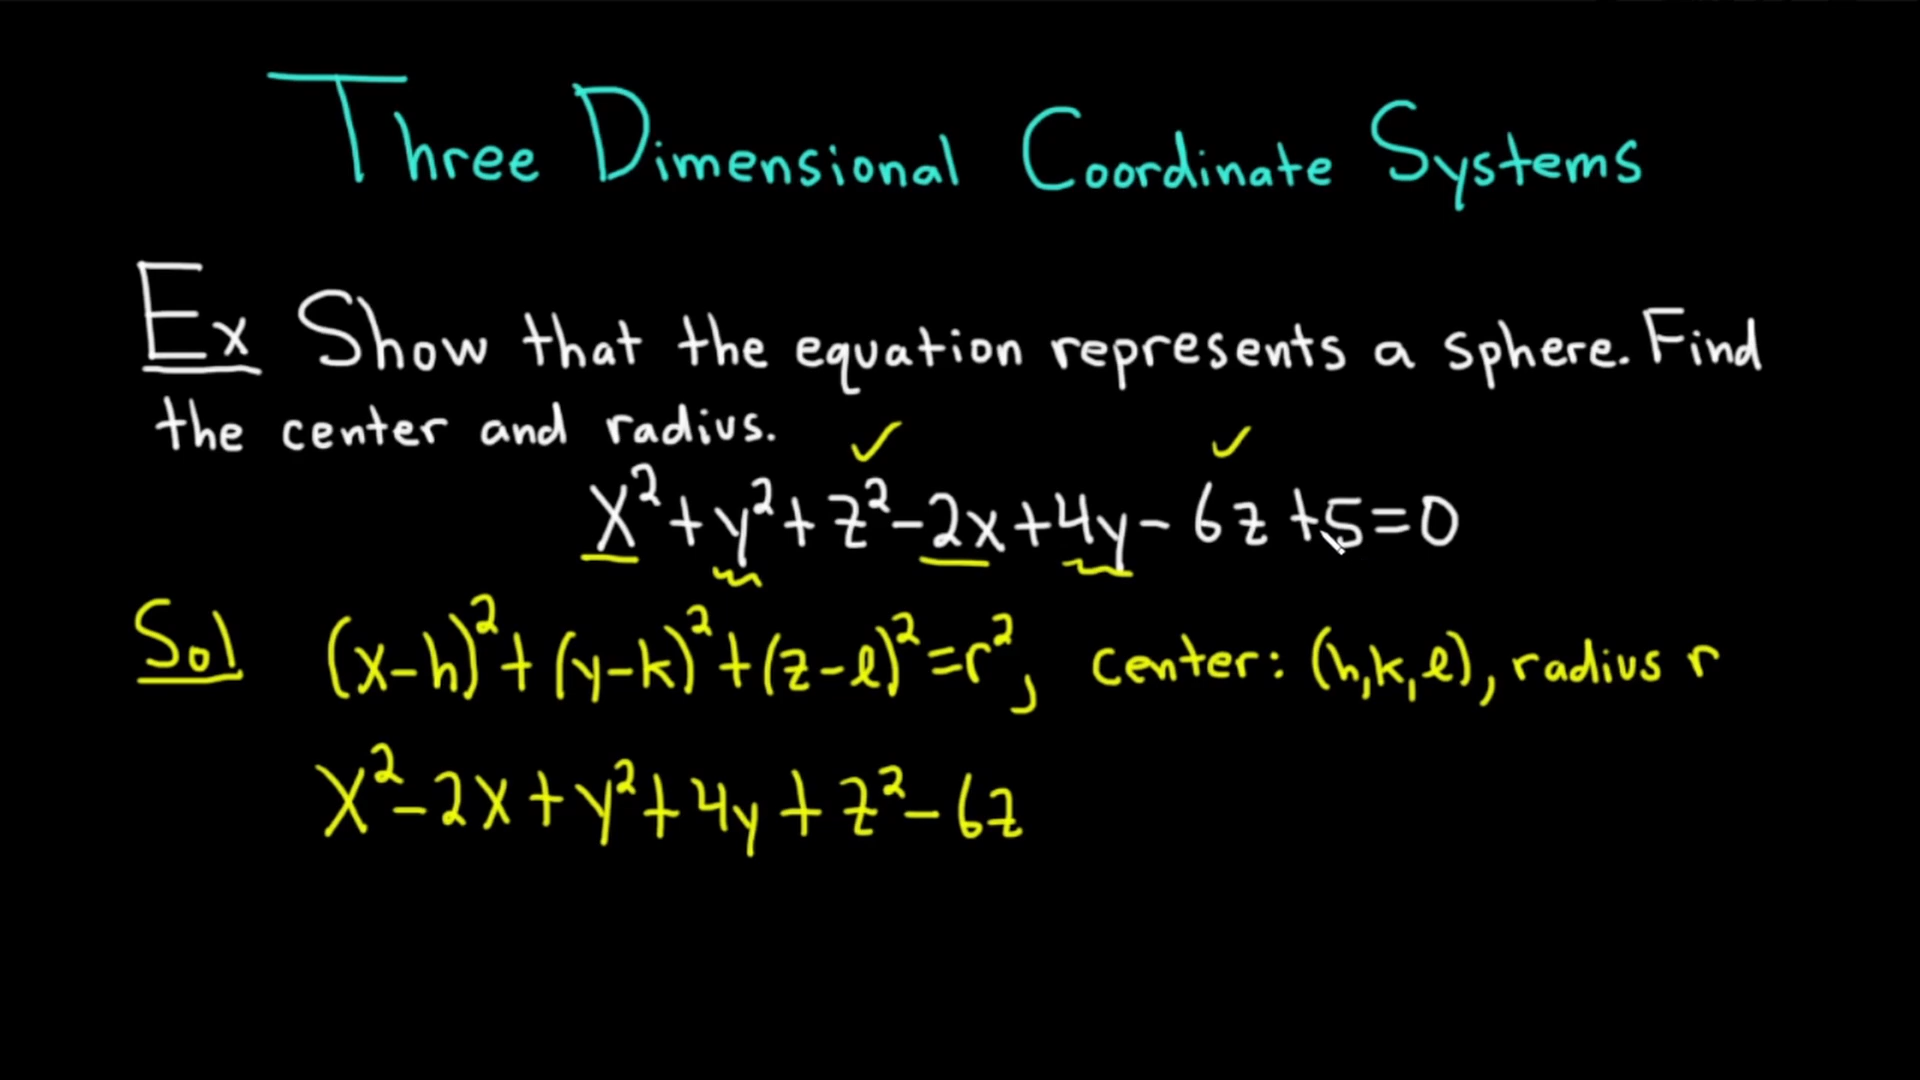 Three Dimensional Coordinate Systems
Ex Show that the equation represents a sphere. Find
the center and radius.
x²+y²+z²-2x+4y-6z+5=0
Sol (x-h)²+(y-k)²+(z-l)²=r², center: (h,k,l), radius r
x²-2x+y²+4y+z²-6z